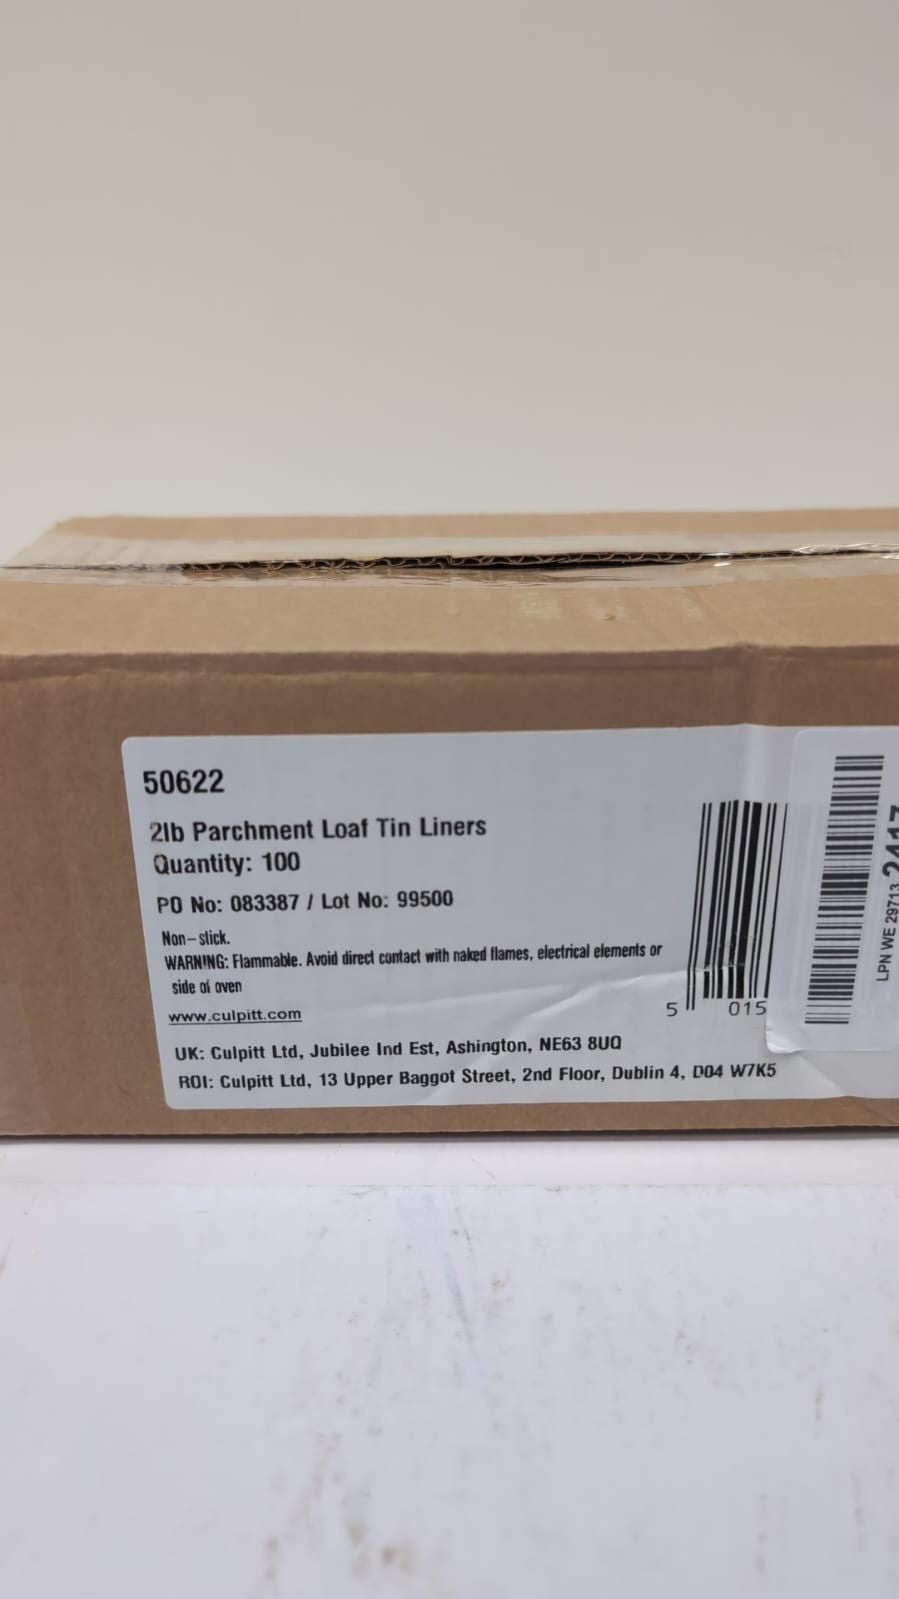 50622
2lb Parchment Loaf Tin Liners
Quantity: 100
PO No: 083387 / Lot No: 99500
Non-stick.
WARNING: Flammable. Avoid direct contact with naked flames, electrical elements or
side of oven
www.culpitt.com
UK: Culpitt Ltd, Jubilee Ind Est, Ashington, NE63 8UQ
ROI: Culpitt Ltd, 13 Upper Baggot Street, 2nd Floor, Dublin 4, D04 W7K5
5 015
LPN WE 29713 2417